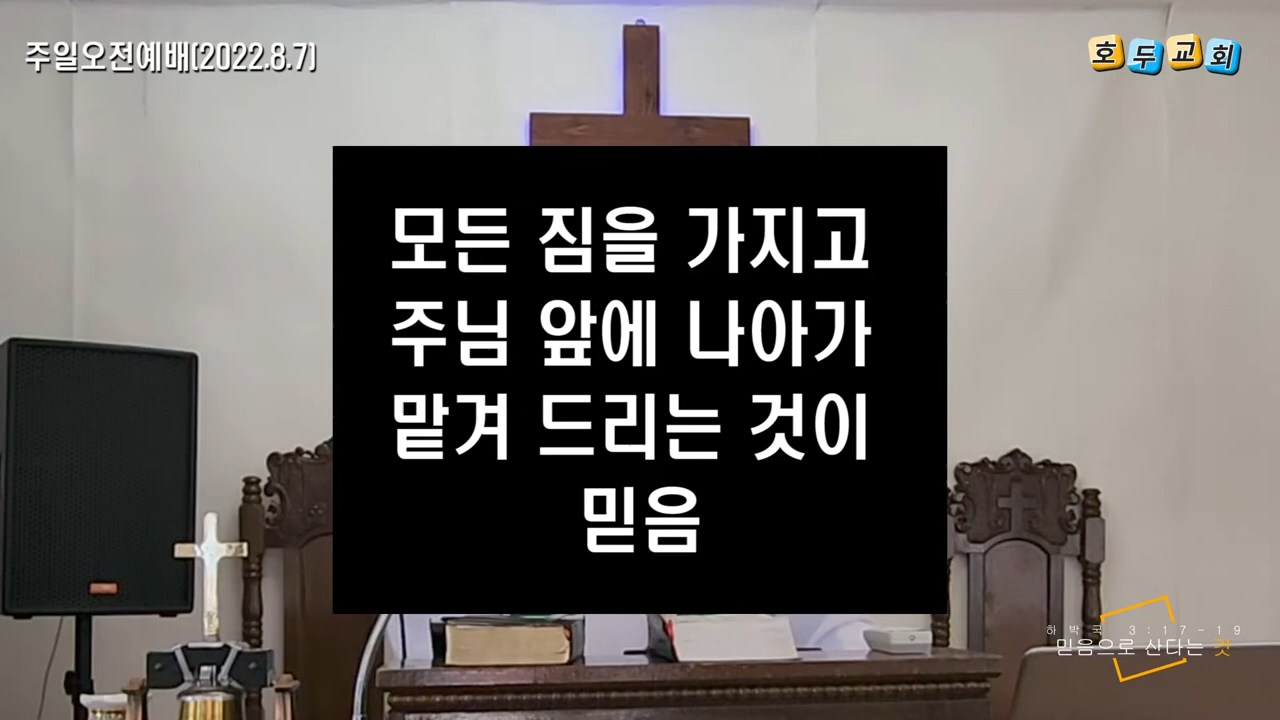 주일오전예배(2022.8.7)
호두교회
모든 짐을 가지고
주님 앞에 나아가
맡겨 드리는 것이
믿음
하박국 3:17-19
믿음으로 산다는 것